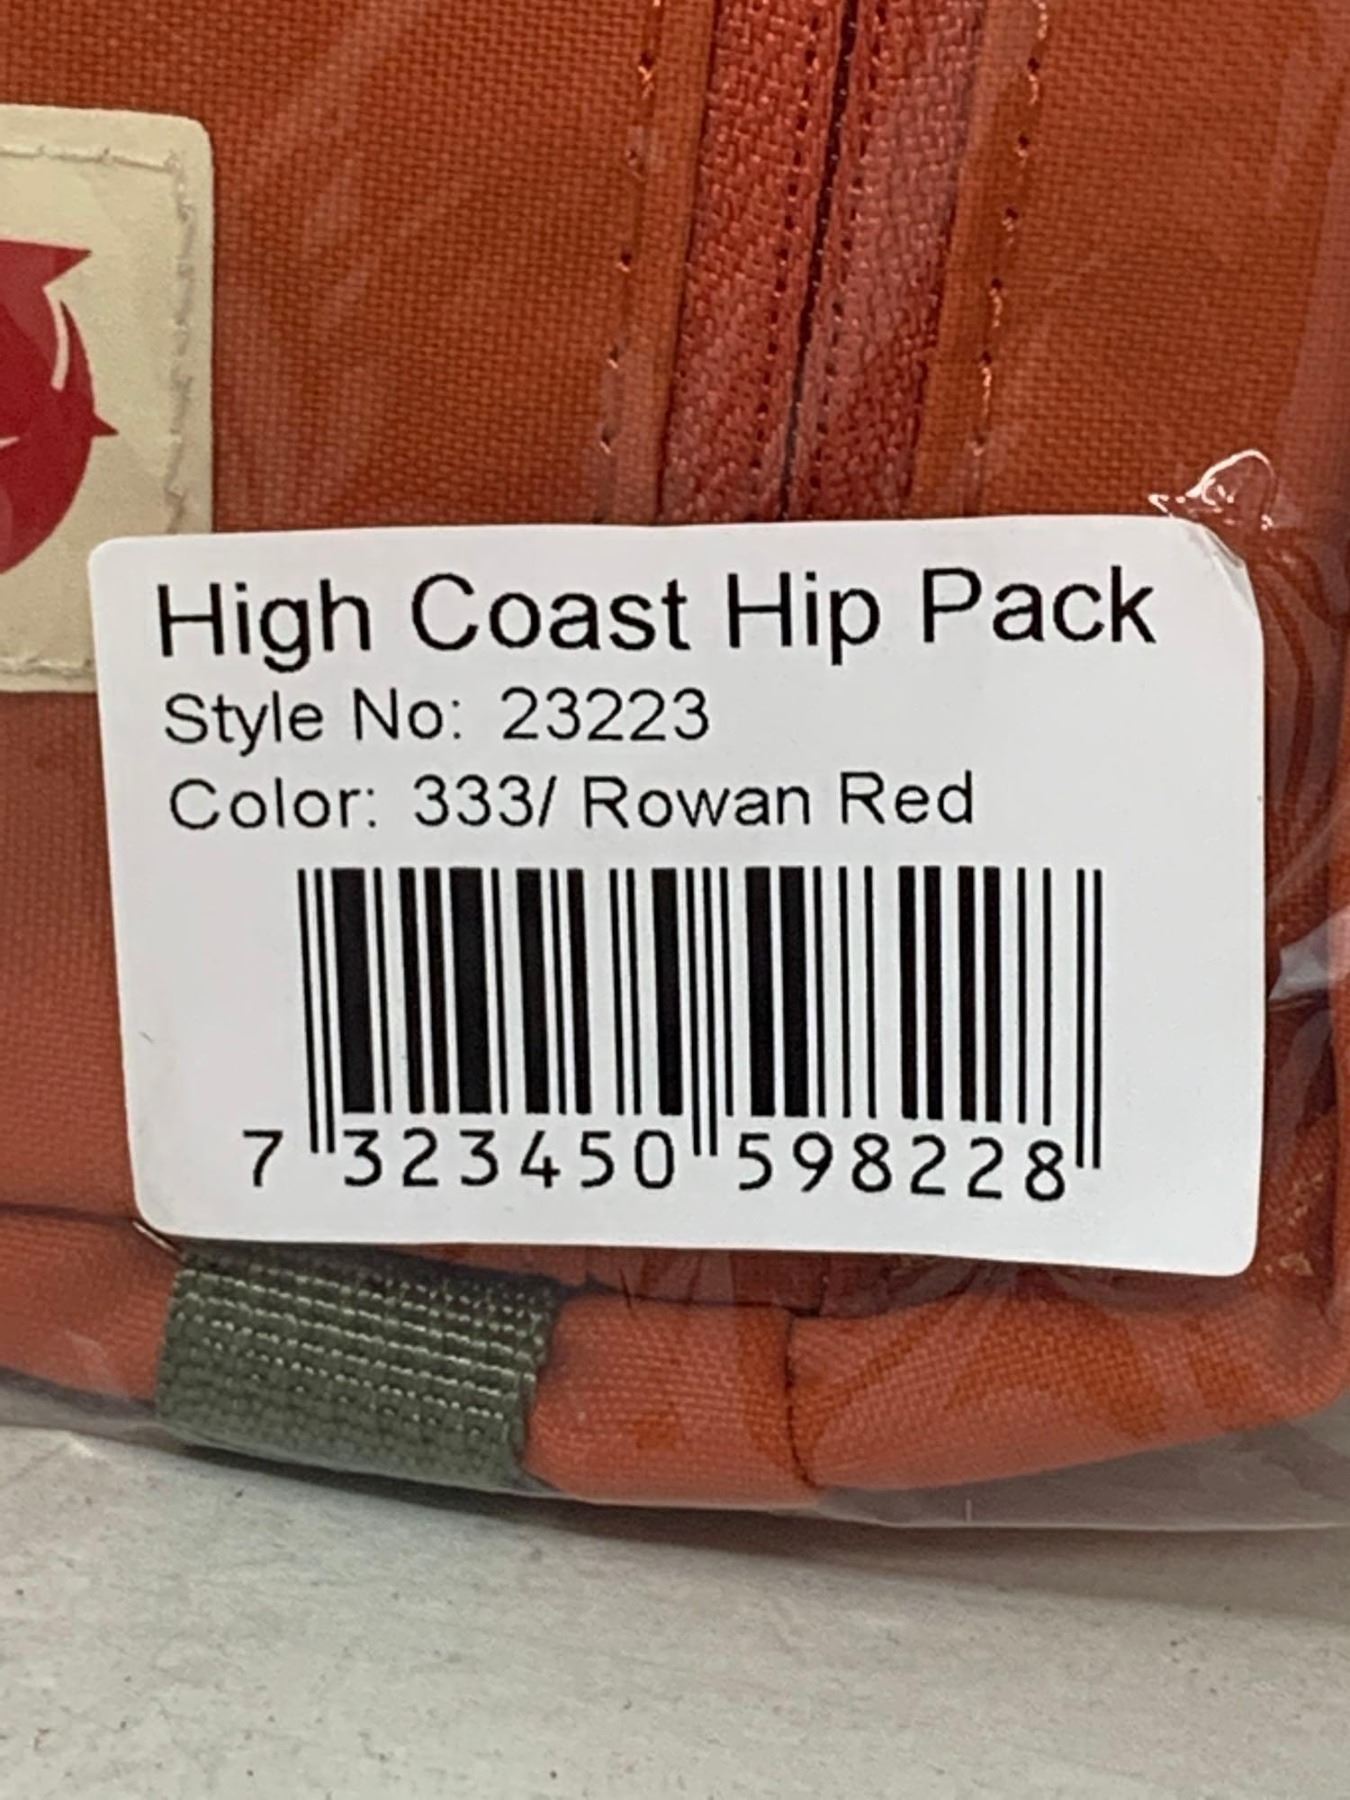 High Coast Hip Pack
Style No: 23223
Color: 333/ Rowan Red
7 323450 598228